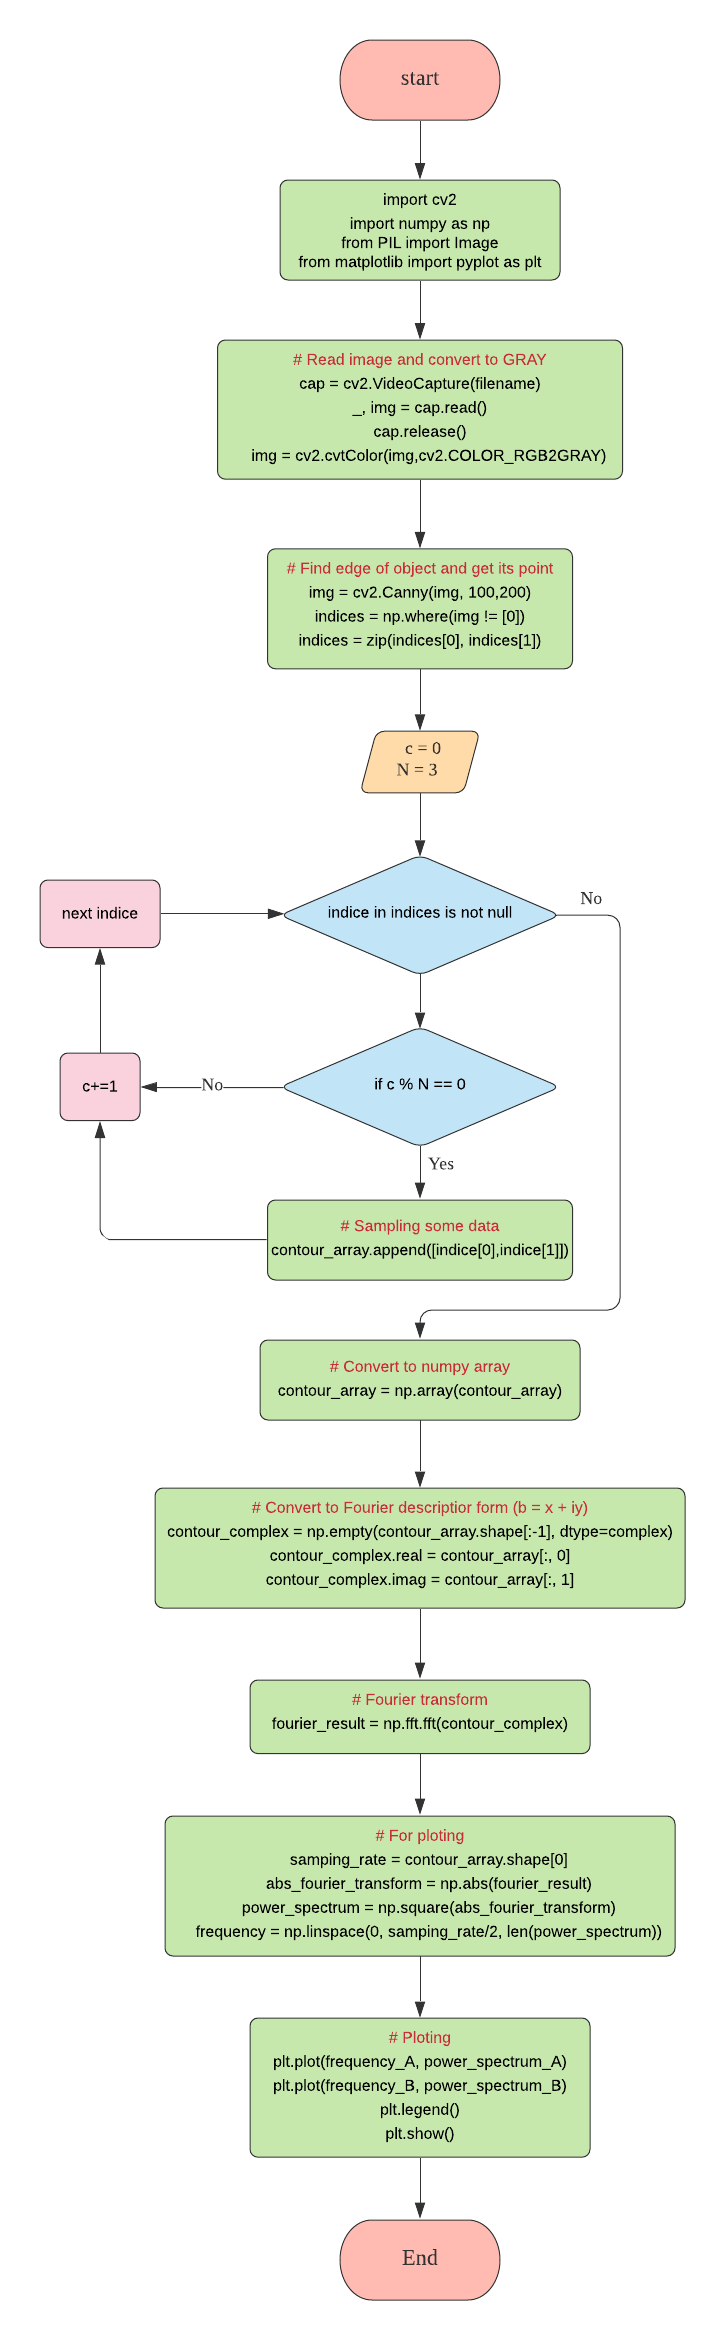 start
import cv2
import numpy as np
from PIL import Image
from matplotlib import pyplot as plt
# Read image and convert to GRAY
cap = cv2.VideoCapture(filename)
_, img = cap.read()
cap.release()
img = cv2.cvtColor(img,cv2.COLOR_RGB2GRAY)
# Find edge of object and get its point
img = cv2.Canny(img, 100,200)
indices = np.where(img != [0])
indices = zip(indices[0], indices[1])
c = 0
N = 3
No
next indice
indice in indices is not null
c+=1
No
if c % N == 0
Yes
# Sampling some data
contour_array.append([indice[0],indice[1]])
# Convert to numpy array
contour_array = np.array(contour_array)
# Convert to Fourier descriptior form (b = x + iy)
contour_complex = np.empty(contour_array.shape[:-1], dtype=complex)
contour_complex.real = contour_array[:, 0]
contour_complex.imag = contour_array[:, 1]
# Fourier transform
fourier_result = np.fft.fft(contour_complex)
# For ploting
samping_rate = contour_array.shape[0]
abs_fourier_transform = np.abs(fourier_result)
power_spectrum = np.square(abs_fourier_transform)
frequency = np.linspace(0, samping_rate/2, len(power_spectrum))
# Ploting
plt.plot(frequency_A, power_spectrum_A)
plt.plot(frequency_B, power_spectrum_B)
plt.legend()
plt.show()
End